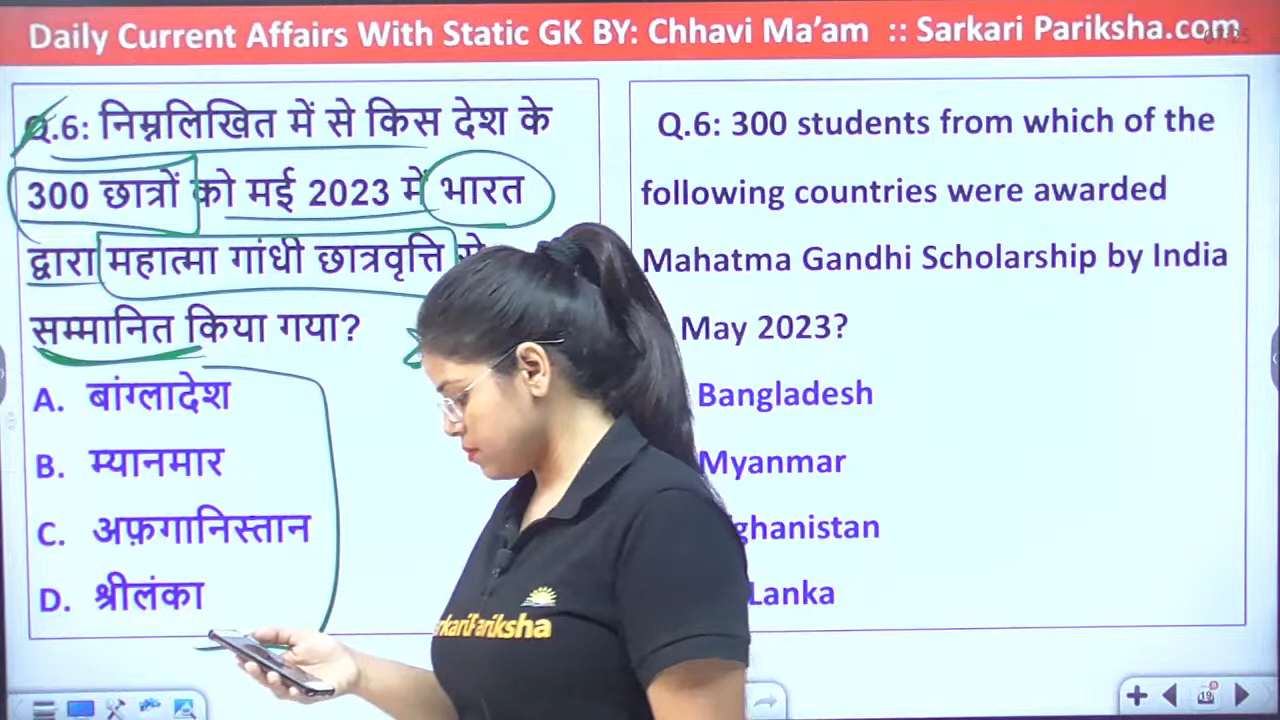 Daily Current Affairs With Static GK BY: Chhavi Ma’am :: Sarkari Pariksha.com
Q.6: निम्नलिखित में से किस देश के
300 छात्रों को मई 2023 में भारत
द्वारा महात्मा गांधी छात्रवृत्ति से
सम्मानित किया गया?
A. बांग्लादेश
B. म्यानमार
C. अफ़गानिस्तान
D. श्रीलंका
Q.6: 300 students from which of the
following countries were awarded
Mahatma Gandhi Scholarship by India
May 2023?
Bangladesh
Myanmar
ghanistan
Lanka
rkariPariksha
19